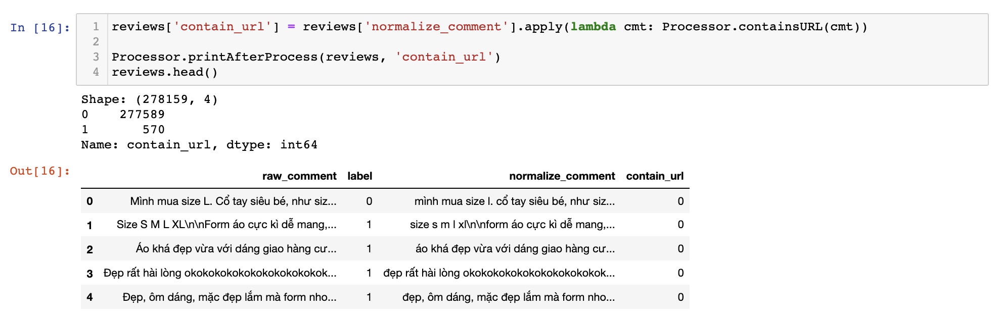 In [16]:
1 reviews['contain_url'] = reviews['normalize_comment'].apply(lambda cmt: Processor.containsURL(cmt))
2
3 Processor.printAfterProcess(reviews, 'contain_url')
4 reviews.head()
Shape: (278159, 4)
0 277589
1 570
Name: contain_url, dtype: int64
Out[16]:
raw_comment label normalize_comment contain_url
0 Mình mua size L. Cổ tay siêu bé, như siz... 0 mình mua size l. cổ tay siêu bé, như siz... 0
1 Size S M L XL\n\nForm áo cực kì dễ mang,... 1 size s m l xl\n\nform áo cực kì dễ mang,... 0
2 Áo khá đẹp vừa với dáng giao hàng cư... 1 áo khá đẹp vừa với dáng giao hàng cư... 0
3 Đẹp rất hài lòng okokokokokokokokokokokok... 1 đẹp rất hài lòng okokokokokokokokokokokok... 0
4 Đẹp, ôm dáng, mặc đẹp lắm mà form nho... 1 đẹp, ôm dáng, mặc đẹp lắm mà form nho... 0